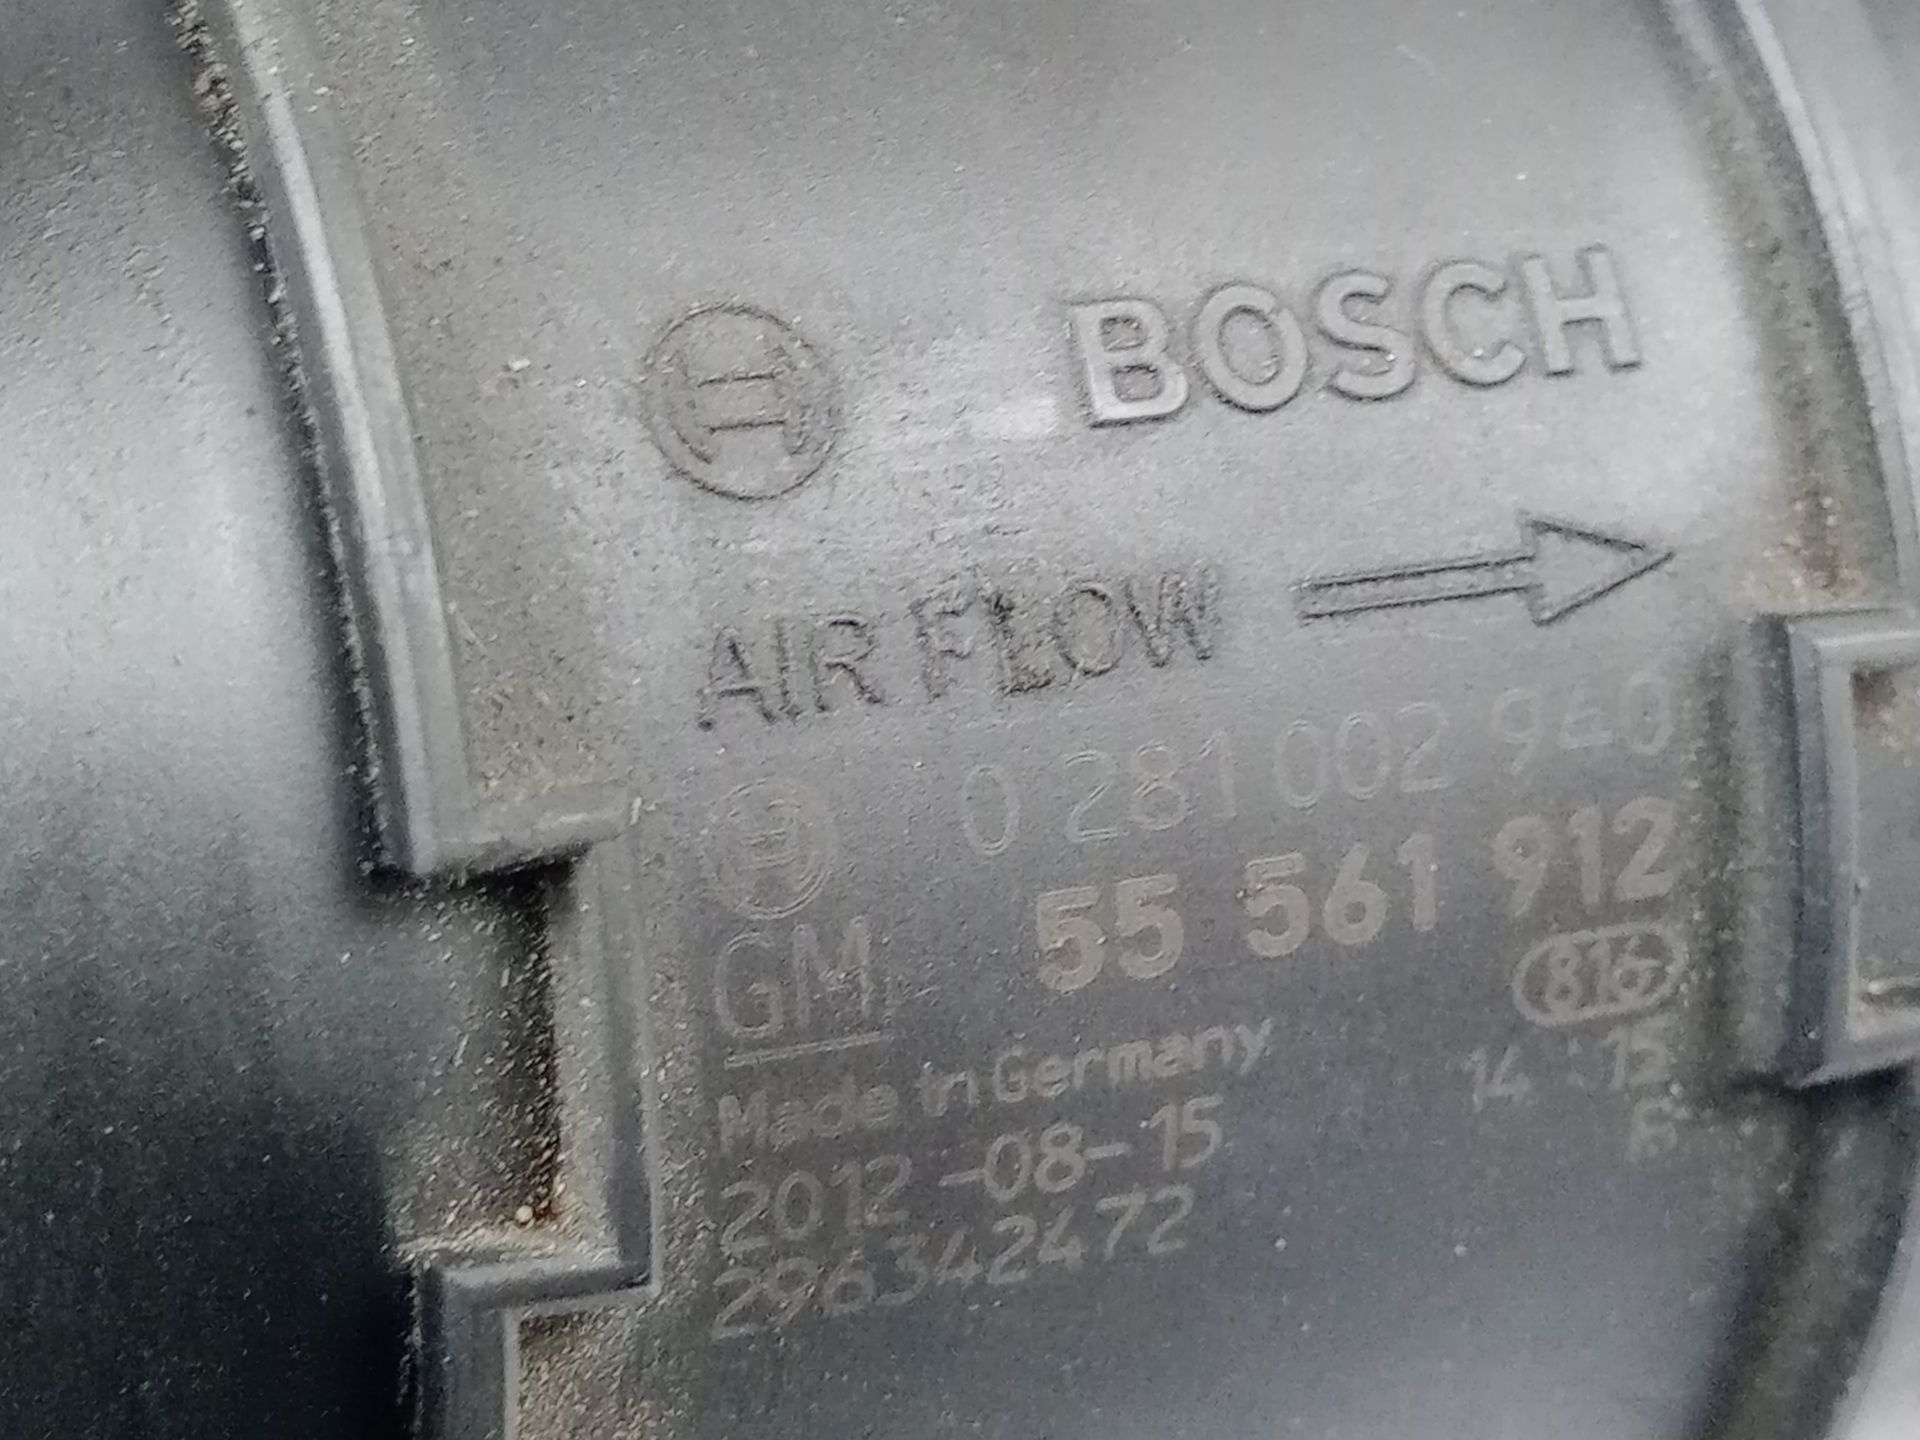 BOSCH
AIR FLOW
0 281 002 940
GM 55 561 912
816
Made in Germany 14 15
2012-08-15
296342472